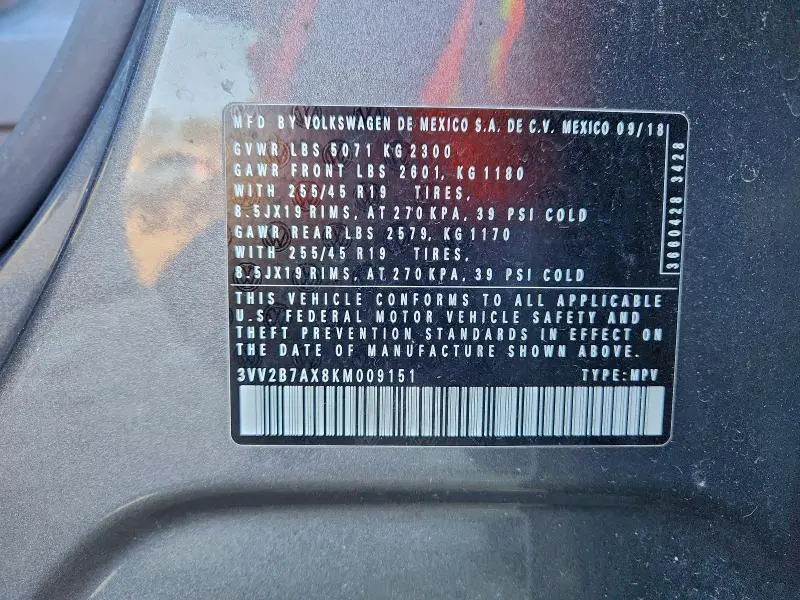 MFD BY VOLKSWAGEN DE MEXICO S.A. DE C.V. MEXICO 09/18
GVWR LBS 5071 KG 2300
GAWR FRONT LBS 2601, KG 1180
WITH 255/45 R19 TIRES,
8.5JX19 RIMS, AT 270 KPA, 39 PSI COLD
GAWR REAR LBS 2579, KG 1170
WITH 255/45 R19 TIRES,
8.5JX19 RIMS, AT 270 KPA, 39 PSI COLD
THIS VEHICLE CONFORMS TO ALL APPLICABLE
U.S. FEDERAL MOTOR VEHICLE SAFETY AND
THEFT PREVENTION STANDARDS IN EFFECT ON
THE DATE OF MANUFACTURE SHOWN ABOVE.
3VV2B7AX8KM009151 TYPE:MPV
3428